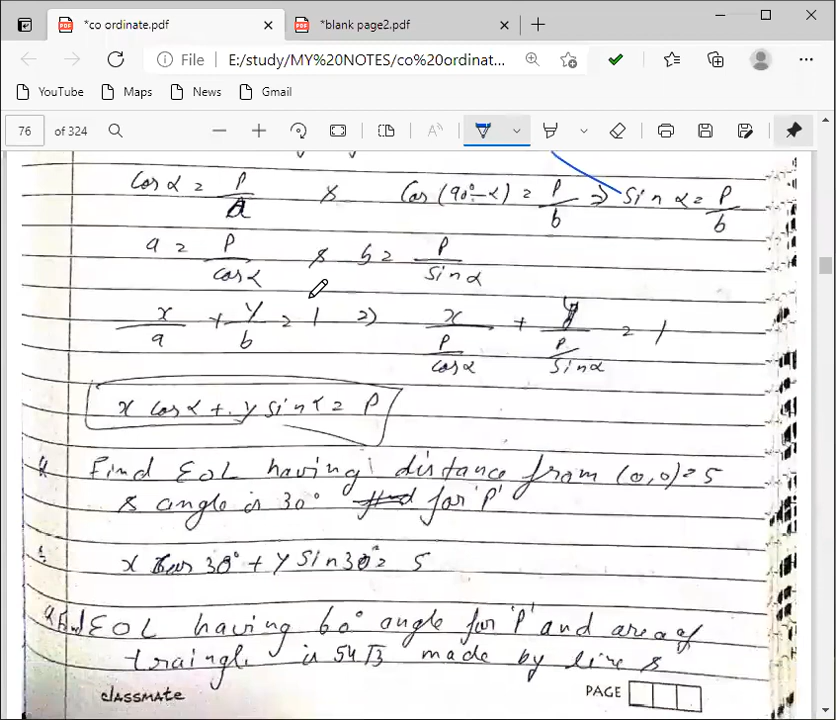 *co ordinate.pdf
*blank page2.pdf
File E:/study/MY%20NOTES/co%20ordinat...
YouTube Maps News Gmail
76 of 324
cos α = P/a & cos (90°-α) = P/b ⇒ sin α = P/b
a = P/cosα & b = P/sinα
x/a + y/b = 1 ⇒ x/(P/cosα) + y/(P/sinα) = 1
x cosα + y sinα = P
Q Find EOL having distance from (0,0) = 5
& angle is 30° for 'P'
x cos 30° + y sin 30° = 5
Q Find EOL having 60° angle for 'P' and area of
traingle is 54√3 made by line &
classmate
PAGE